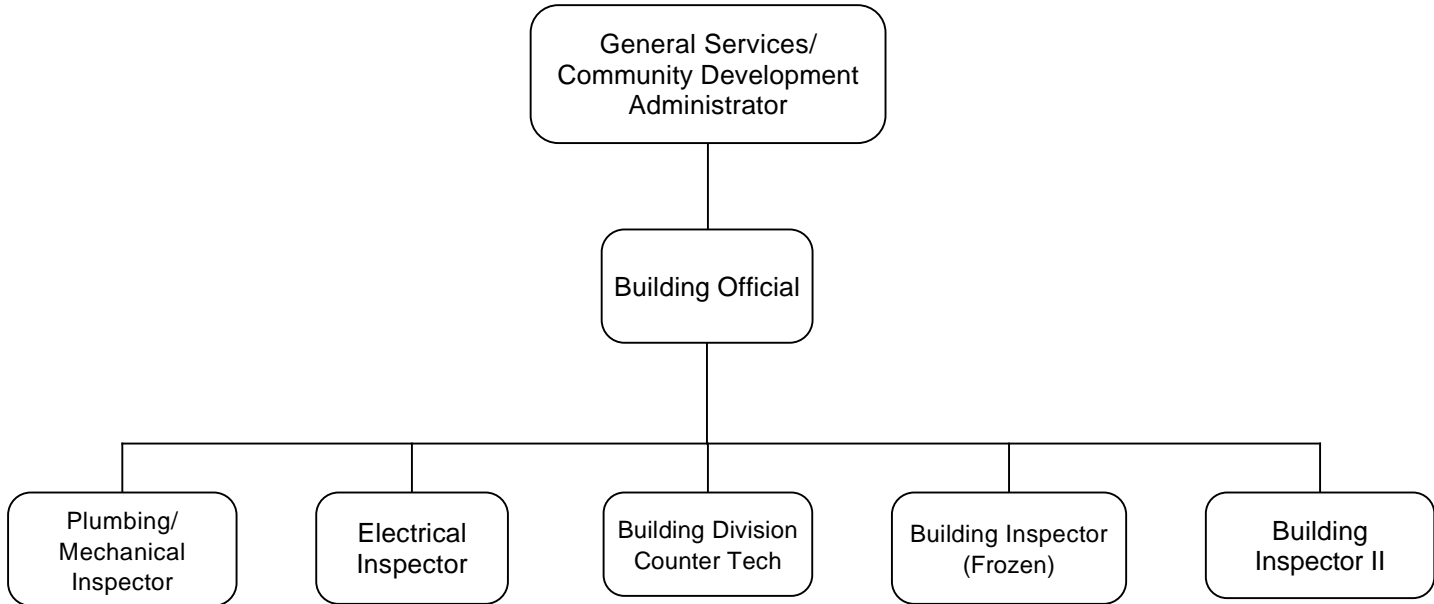 General Services/
Community Development
Administrator
Building Official
Plumbing/
Mechanical
Inspector
Electrical
Inspector
Building Division
Counter Tech
Building Inspector
(Frozen)
Building
Inspector II